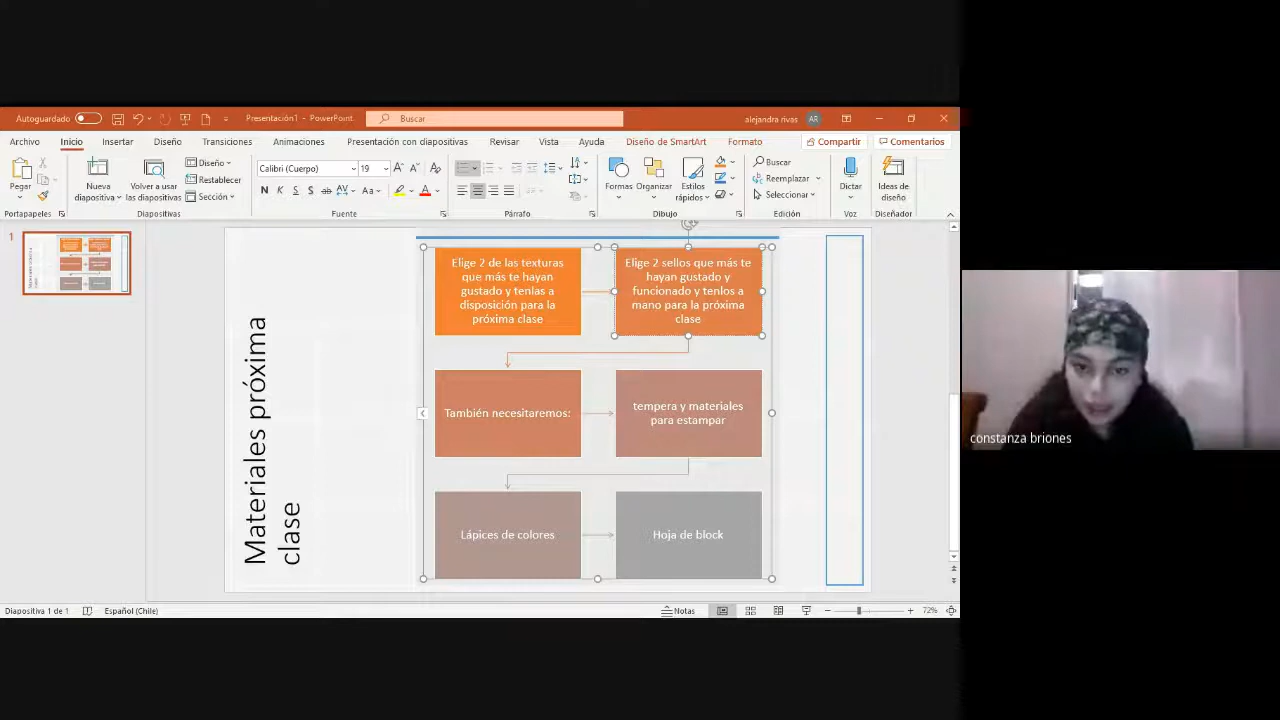 Autoguardado
Presentación1 - PowerPoint
Buscar
alejandra rivas
AR
Archivo Inicio Insertar Diseño Transiciones Animaciones Presentación con diapositivas Revisar Vista Ayuda Diseño de SmartArt Formato
Compartir
Comentarios
Pegar
Portapapeles
Nueva
diapositiva
Volver a usar
las diapositivas
Diseño
Restablecer
Sección
Diapositivas
Calibri (Cuerpo)
19
N K S S ab AV Aa A
Fuente
Párrafo
Formas
Organizar
Estilos
rápidos
Dibujo
Buscar
Reemplazar
Seleccionar
Edición
Dictar
Voz
Ideas de
diseño
Diseñador
1
Materiales próxima
clase
Elige 2 de las texturas
que más te hayan
gustado y tenlas a
disposición para la
próxima clase
Elige 2 sellos que más te
hayan gustado y
funcionado y tenlos a
mano para la próxima
clase
También necesitaremos:
tempera y materiales
para estampar
Lápices de colores
Hoja de block
constanza briones
Diapositiva 1 de 1
Español (Chile)
Notas
72%